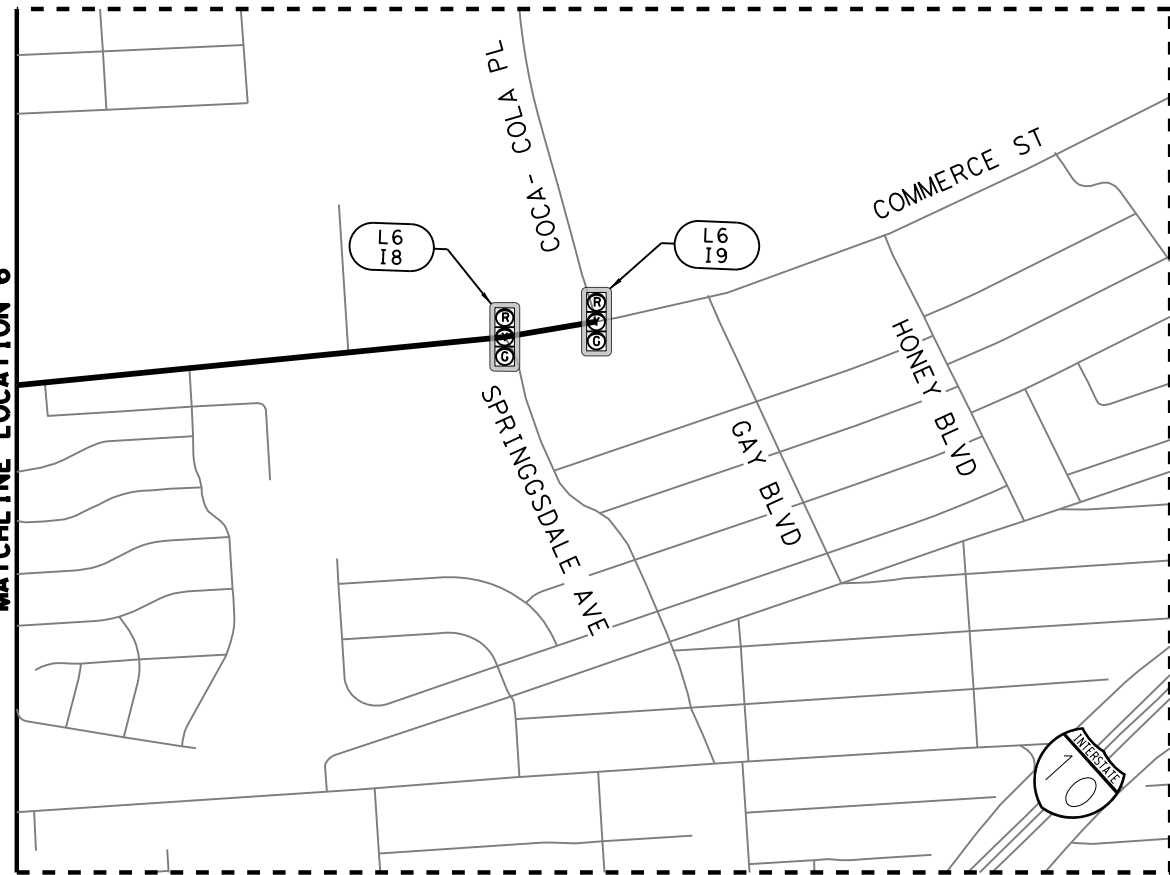 COCA- COLA PL
COMMERCE ST
L6
I8
L6
I9
R
Y
G
R
G
MATCHLINE LOCATION 6
HONEY BLVD
SPRINGGSDALE AVE
GAY BLVD
INTERSTATE
10